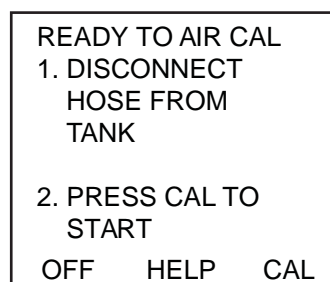 READY TO AIR CAL
1. DISCONNECT
HOSE FROM
TANK
2. PRESS CAL TO
START
OFF HELP CAL